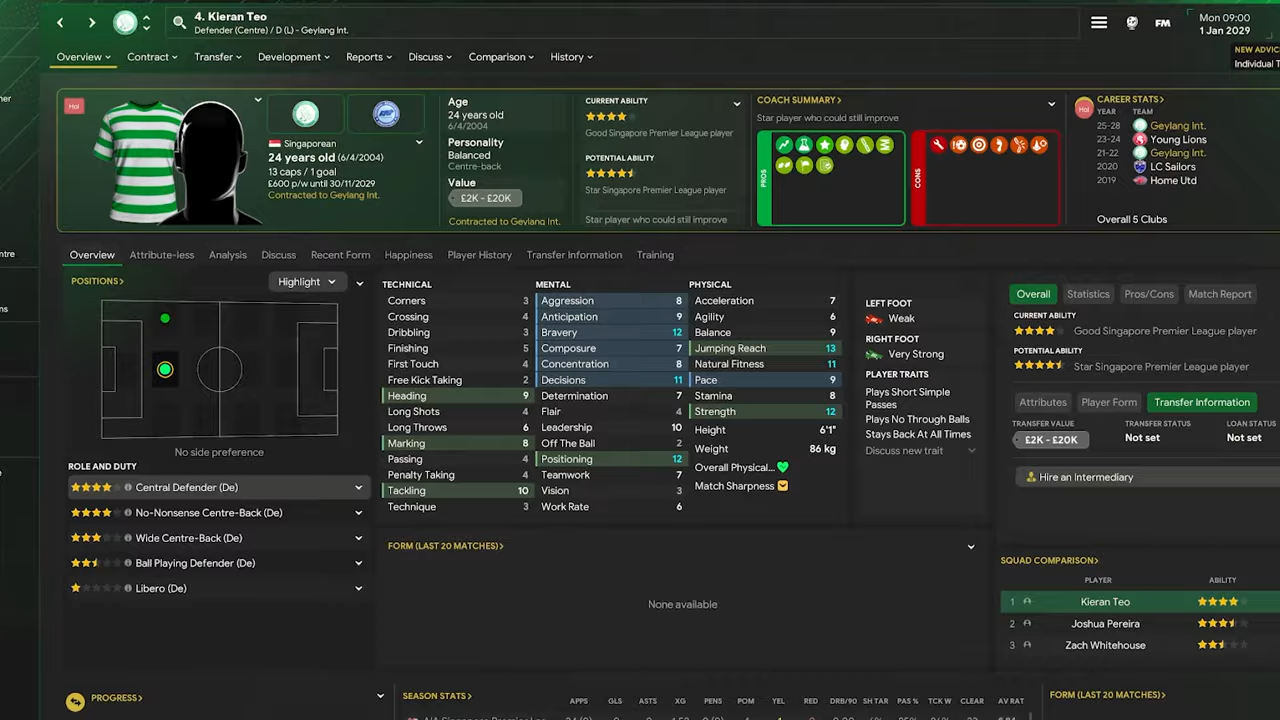 4. Kieran Teo
Defender (Centre) / D (L) - Geylang Int.
FM
Mon 09:00
1 Jan 2029
Overview
Contract
Transfer
Development
Reports
Discuss
Comparison
History
NEW ADVIC
Individual T
Hol
Singaporean
24 years old (6/4/2004)
13 caps / 1 goal
£600 p/w until 30/11/2029
Contracted to Geylang Int.
Age
24 years old
6/4/2004
Personality
Balanced
Centre-back
Value
£2K - £20K
Contracted to Geylang Int.
CURRENT ABILITY
Good Singapore Premier League player
POTENTIAL ABILITY
Star Singapore Premier League player
Star player who could still improve
COACH SUMMARY>
Star player who could still improve
PROS
CONS
Hol
CAREER STATS>
YEAR TEAM
25-28 Geylang Int.
23-24 Young Lions
21-22 Geylang Int.
2020 LC Sailors
2019 Home Utd
Overall 5 Clubs
ner
entre
ms
Overview
Attribute-less
Analysis
Discuss
Recent Form
Happiness
Player History
Transfer Information
Training
POSITIONS>
Highlight
No side preference
ROLE AND DUTY
Central Defender (De)
No-Nonsense Centre-Back (De)
Wide Centre-Back (De)
Ball Playing Defender (De)
Libero (De)
TECHNICAL
Corners 3
Crossing 4
Dribbling 3
Finishing 5
First Touch 4
Free Kick Taking 2
Heading 9
Long Shots 4
Long Throws 6
Marking 8
Passing 4
Penalty Taking 4
Tackling 10
Technique 3
MENTAL
Aggression 8
Anticipation 9
Bravery 12
Composure 7
Concentration 8
Decisions 11
Determination 7
Flair 4
Leadership 10
Off The Ball 2
Positioning 12
Teamwork 7
Vision 3
Work Rate 6
PHYSICAL
Acceleration 7
Agility 6
Balance 9
Jumping Reach 13
Natural Fitness 11
Pace 9
Stamina 8
Strength 12
Height 6'1"
Weight 86 kg
Overall Physical...
Match Sharpness
LEFT FOOT
Weak
RIGHT FOOT
Very Strong
PLAYER TRAITS
Plays Short Simple
Passes
Plays No Through Balls
Stays Back At All Times
Discuss new trait
Overall
Statistics
Pros/Cons
Match Report
CURRENT ABILITY
Good Singapore Premier League player
POTENTIAL ABILITY
Star Singapore Premier League player
Attributes
Player Form
Transfer Information
TRANSFER VALUE
£2K - £20K
TRANSFER STATUS
Not set
LOAN STATUS
Not set
Hire an Intermediary
FORM (LAST 20 MATCHES)>
None available
SQUAD COMPARISON>
PLAYER ABILITY
1 Kieran Teo
2 Joshua Pereira
3 Zach Whitehouse
PROGRESS>
SEASON STATS>
APPS GLS ASTS XG PENS POM YEL RED DRB/90 SH TAR PAS % TCK W CLEAR AV RAT
FORM (LAST 20 MATCHES)>